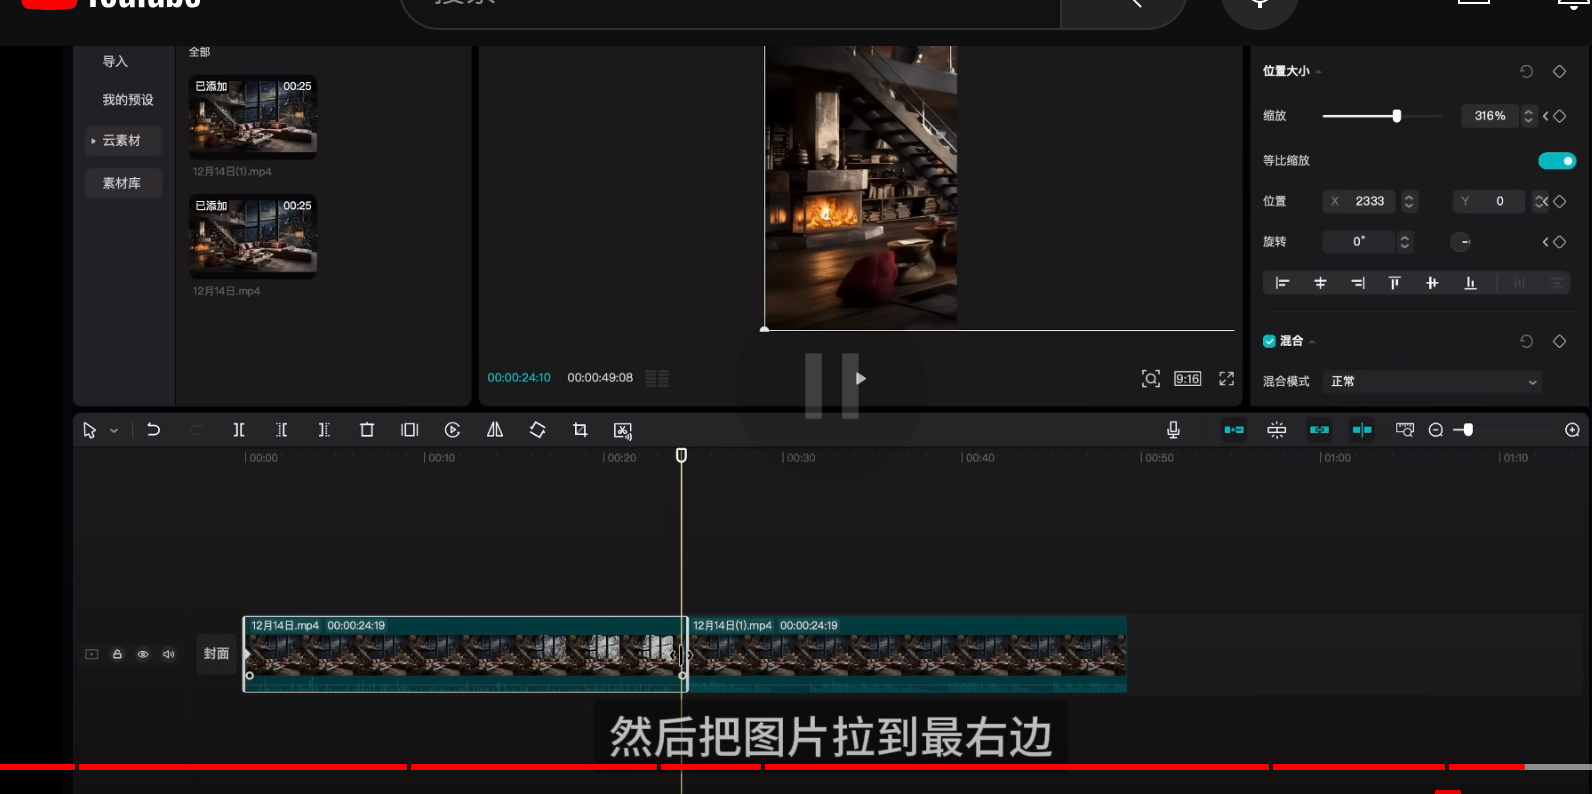 YouTube
搜索
导入
我的预设
云素材
素材库
全部
已添加 00:25
12月14日(1).mp4
已添加 00:25
12月14日.mp4
00:00:24:10 00:00:49:08
9:16
位置大小
缩放 316%
等比缩放
位置 X 2333 Y 0
旋转 0°
混合
混合模式 正常
00:00 00:10 00:20 00:30 00:40 00:50 01:00 01:10
封面
12月14日.mp4 00:00:24:19
12月14日(1).mp4 00:00:24:19
然后把图片拉到最右边